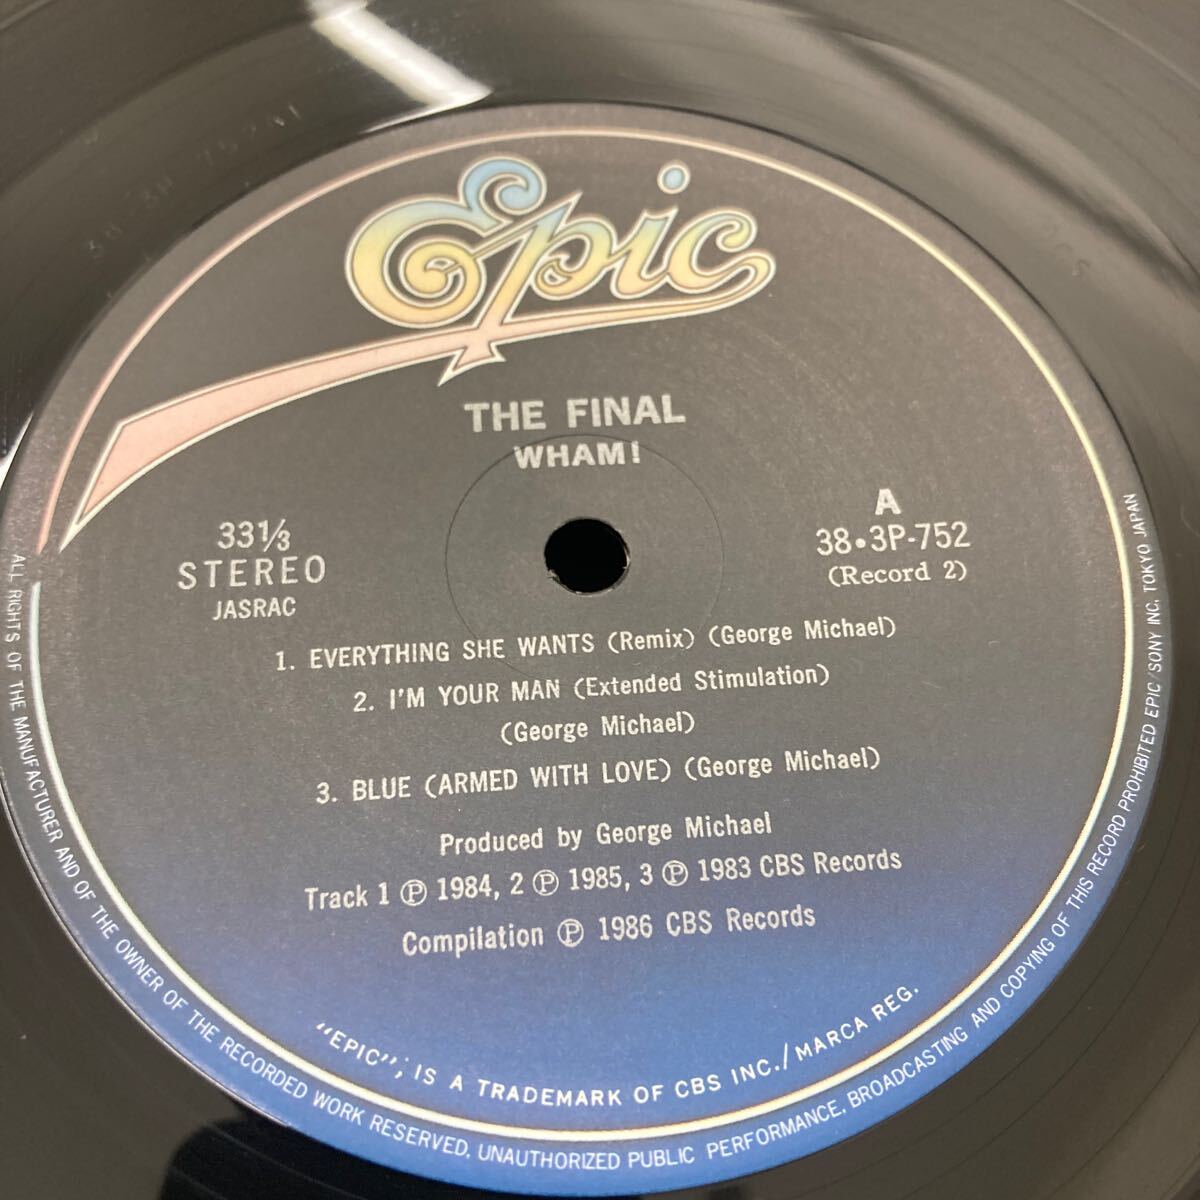 Epic
THE FINAL
WHAM!
33⅓
STEREO
JASRAC
A
38・3P-752
(Record 2)
1. EVERYTHING SHE WANTS (Remix) (George Michael)
2. I'M YOUR MAN (Extended Stimulation)
(George Michael)
3. BLUE (ARMED WITH LOVE) (George Michael)
Produced by George Michael
Track 1 ℗ 1984, 2 ℗ 1985, 3 ℗ 1983 CBS Records
Compilation ℗ 1986 CBS Records
"EPIC"; IS A TRADEMARK OF CBS INC./MARCA REG.
ALL RIGHTS OF THE MANUFACTURER AND OF THE OWNER OF THE RECORDED WORK RESERVED. UNAUTHORIZED PUBLIC PERFORMANCE, BROADCASTING AND COPYING OF THIS RECORD PROHIBITED EPIC/SONY INC. TOKYO JAPAN